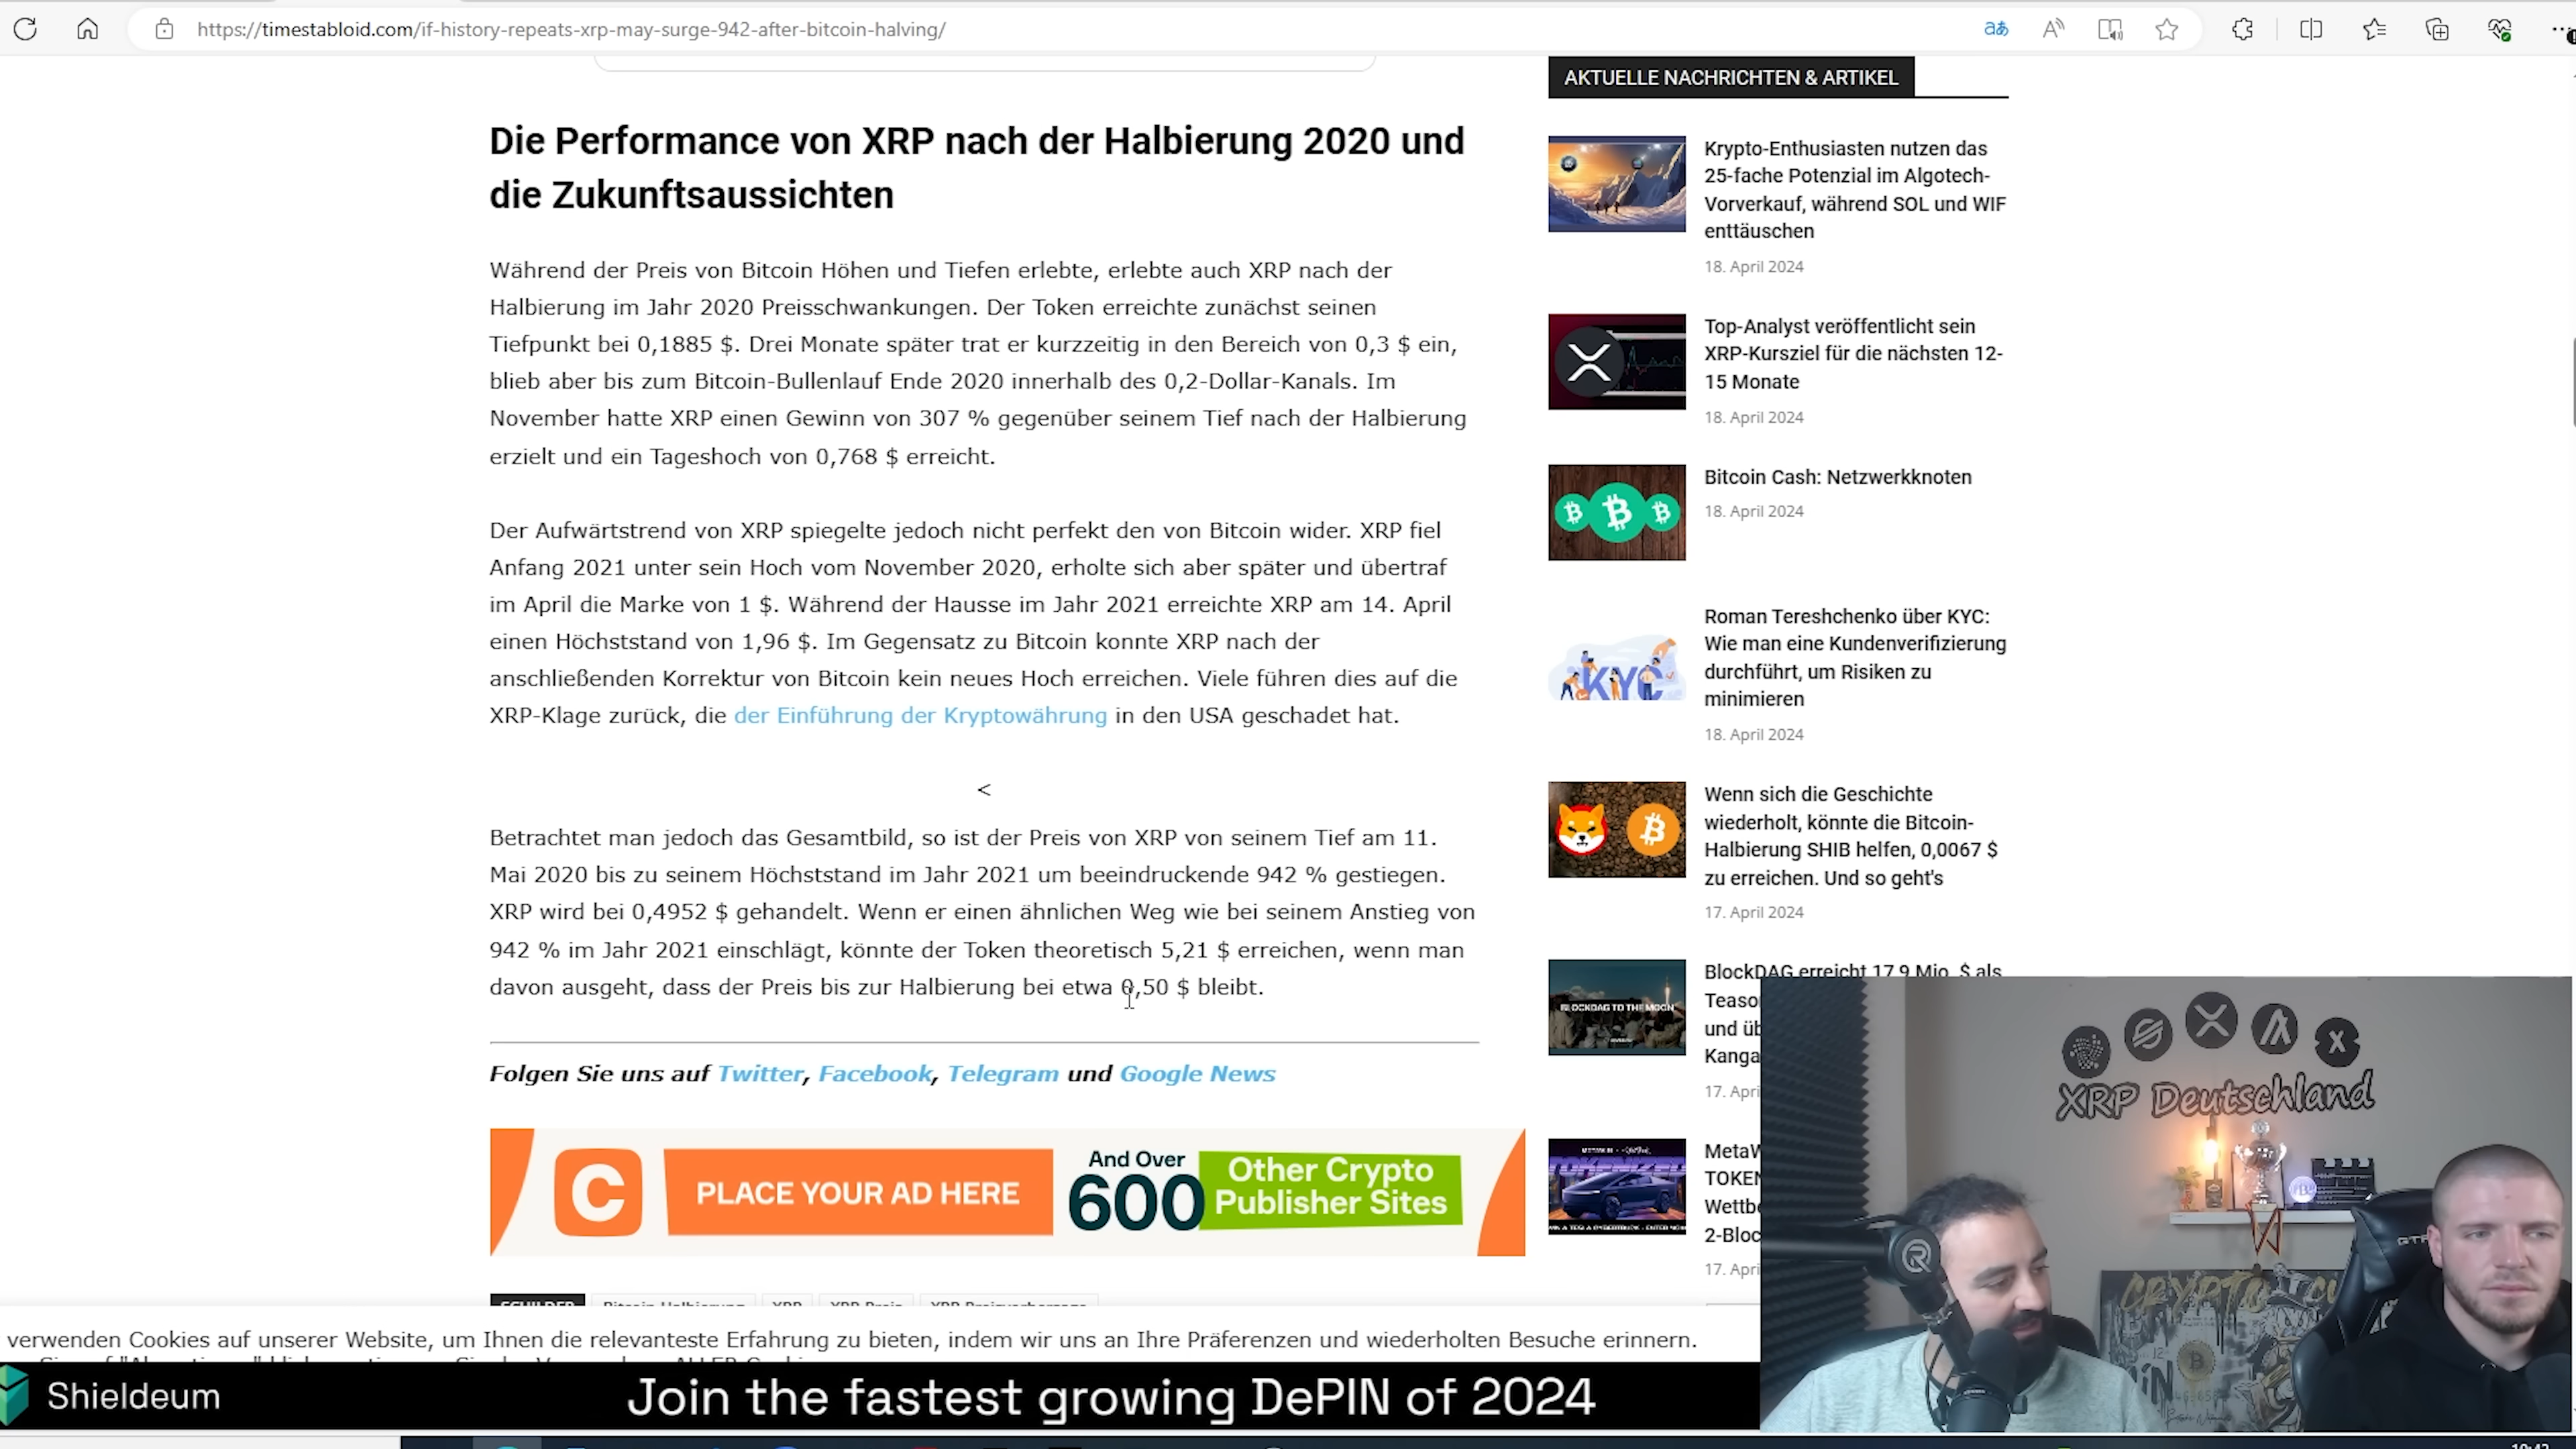 https://timestabloid.com/if-history-repeats-xrp-may-surge-942-after-bitcoin-halving/
Die Performance von XRP nach der Halbierung 2020 und
die Zukunftsaussichten
Während der Preis von Bitcoin Höhen und Tiefen erlebte, erlebte auch XRP nach der
Halbierung im Jahr 2020 Preisschwankungen. Der Token erreichte zunächst seinen
Tiefpunkt bei 0,1885 $. Drei Monate später trat er kurzzeitig in den Bereich von 0,3 $ ein,
blieb aber bis zum Bitcoin-Bullenlauf Ende 2020 innerhalb des 0,2-Dollar-Kanals. Im
November hatte XRP einen Gewinn von 307 % gegenüber seinem Tief nach der Halbierung
erzielt und ein Tageshoch von 0,768 $ erreicht.
Der Aufwärtstrend von XRP spiegelte jedoch nicht perfekt den von Bitcoin wider. XRP fiel
Anfang 2021 unter sein Hoch vom November 2020, erholte sich aber später und übertraf
im April die Marke von 1 $. Während der Hausse im Jahr 2021 erreichte XRP am 14. April
einen Höchststand von 1,96 $. Im Gegensatz zu Bitcoin konnte XRP nach der
anschließenden Korrektur von Bitcoin kein neues Hoch erreichen. Viele führen dies auf die
XRP-Klage zurück, die der Einführung der Kryptowährung in den USA geschadet hat.
<
Betrachtet man jedoch das Gesamtbild, so ist der Preis von XRP von seinem Tief am 11.
Mai 2020 bis zu seinem Höchststand im Jahr 2021 um beeindruckende 942 % gestiegen.
XRP wird bei 0,4952 $ gehandelt. Wenn er einen ähnlichen Weg wie bei seinem Anstieg von
942 % im Jahr 2021 einschlägt, könnte der Token theoretisch 5,21 $ erreichen, wenn man
davon ausgeht, dass der Preis bis zur Halbierung bei etwa 0,50 $ bleibt.
Folgen Sie uns auf Twitter, Facebook, Telegram und Google News
C
PLACE YOUR AD HERE
And Over
600
Other Crypto
Publisher Sites
AKTUELLE NACHRICHTEN & ARTIKEL
Krypto-Enthusiasten nutzen das
25-fache Potenzial im Algotech-
Vorverkauf, während SOL und WIF
enttäuschen
18. April 2024
Top-Analyst veröffentlicht sein
XRP-Kursziel für die nächsten 12-
15 Monate
18. April 2024
Bitcoin Cash: Netzwerkknoten
18. April 2024
KYC
Roman Tereshchenko über KYC:
Wie man eine Kundenverifizierung
durchführt, um Risiken zu
minimieren
18. April 2024
Wenn sich die Geschichte
wiederholt, könnte die Bitcoin-
Halbierung SHIB helfen, 0,0067 $
zu erreichen. Und so geht's
17. April 2024
BLOCKDAG TO THE MOON
BlockDAG erreicht 17,9 Mio. $ als
und
17.
2-Bloc
17.
XRP Deutschland
CRYPTO
verwenden Cookies auf unserer Website, um Ihnen die relevanteste Erfahrung zu bieten, indem wir uns an Ihre Präferenzen und wiederholten Besuche erinnern.
Shieldeum
Join the fastest growing DePIN of 2024